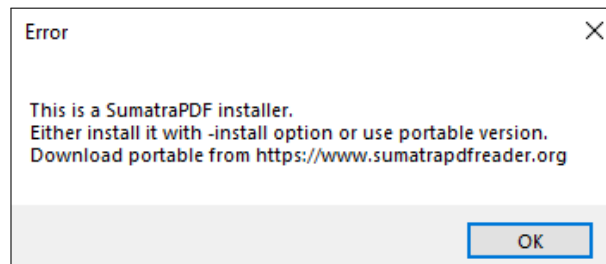 Error
This is a SumatraPDF installer.
Either install it with -install option or use portable version.
Download portable from https://www.sumatrapdfreader.org
OK